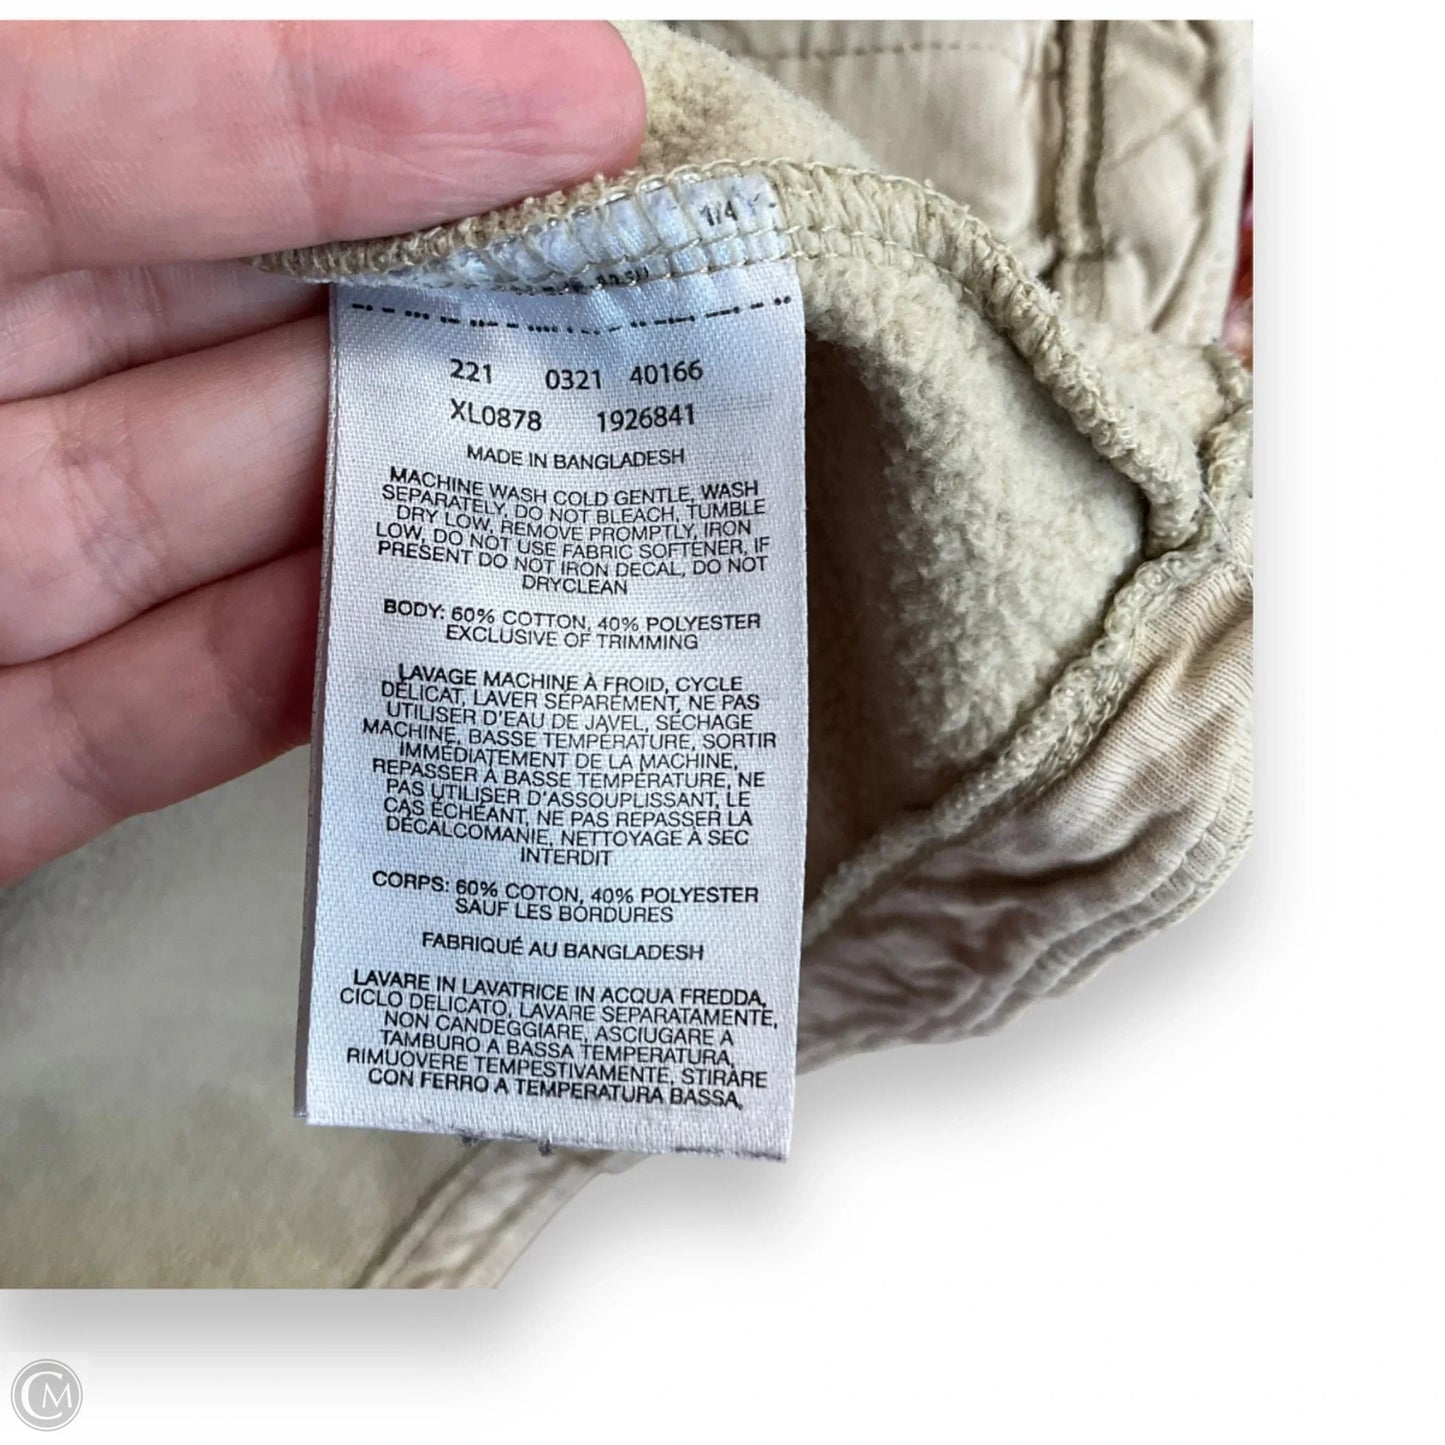 1/4
221 0321 40166
XL0878 1926841
MADE IN BANGLADESH
MACHINE WASH COLD GENTLE, WASH
SEPARATELY, DO NOT BLEACH, TUMBLE
DRY LOW, REMOVE PROMPTLY, IRON
LOW, DO NOT USE FABRIC SOFTENER, IF
PRESENT DO NOT IRON DECAL, DO NOT
DRYCLEAN
BODY: 60% COTTON, 40% POLYESTER
EXCLUSIVE OF TRIMMING
LAVAGE MACHINE À FROID, CYCLE
DÉLICAT, LAVER SÉPARÉMENT, NE PAS
UTILISER D'EAU DE JAVEL, SÉCHAGE
MACHINE, BASSE TEMPÉRATURE, SORTIR
IMMÉDIATEMENT DE LA MACHINE,
REPASSER À BASSE TEMPÉRATURE, NE
PAS UTILISER D'ASSOUPLISSANT, LE
CAS ÉCHÉANT, NE PAS REPASSER LA
DÉCALCOMANIE, NETTOYAGE À SEC
INTERDIT
CORPS: 60% COTON, 40% POLYESTER
SAUF LES BORDURES
FABRIQUÉ AU BANGLADESH
LAVARE IN LAVATRICE IN ACQUA FREDDA,
CICLO DELICATO, LAVARE SEPARATAMENTE,
NON CANDEGGIARE, ASCIUGARE A
TAMBURO A BASSA TEMPERATURA,
RIMUOVERE TEMPESTIVAMENTE, STIRARE
CON FERRO A TEMPERATURA BASSA,
CM